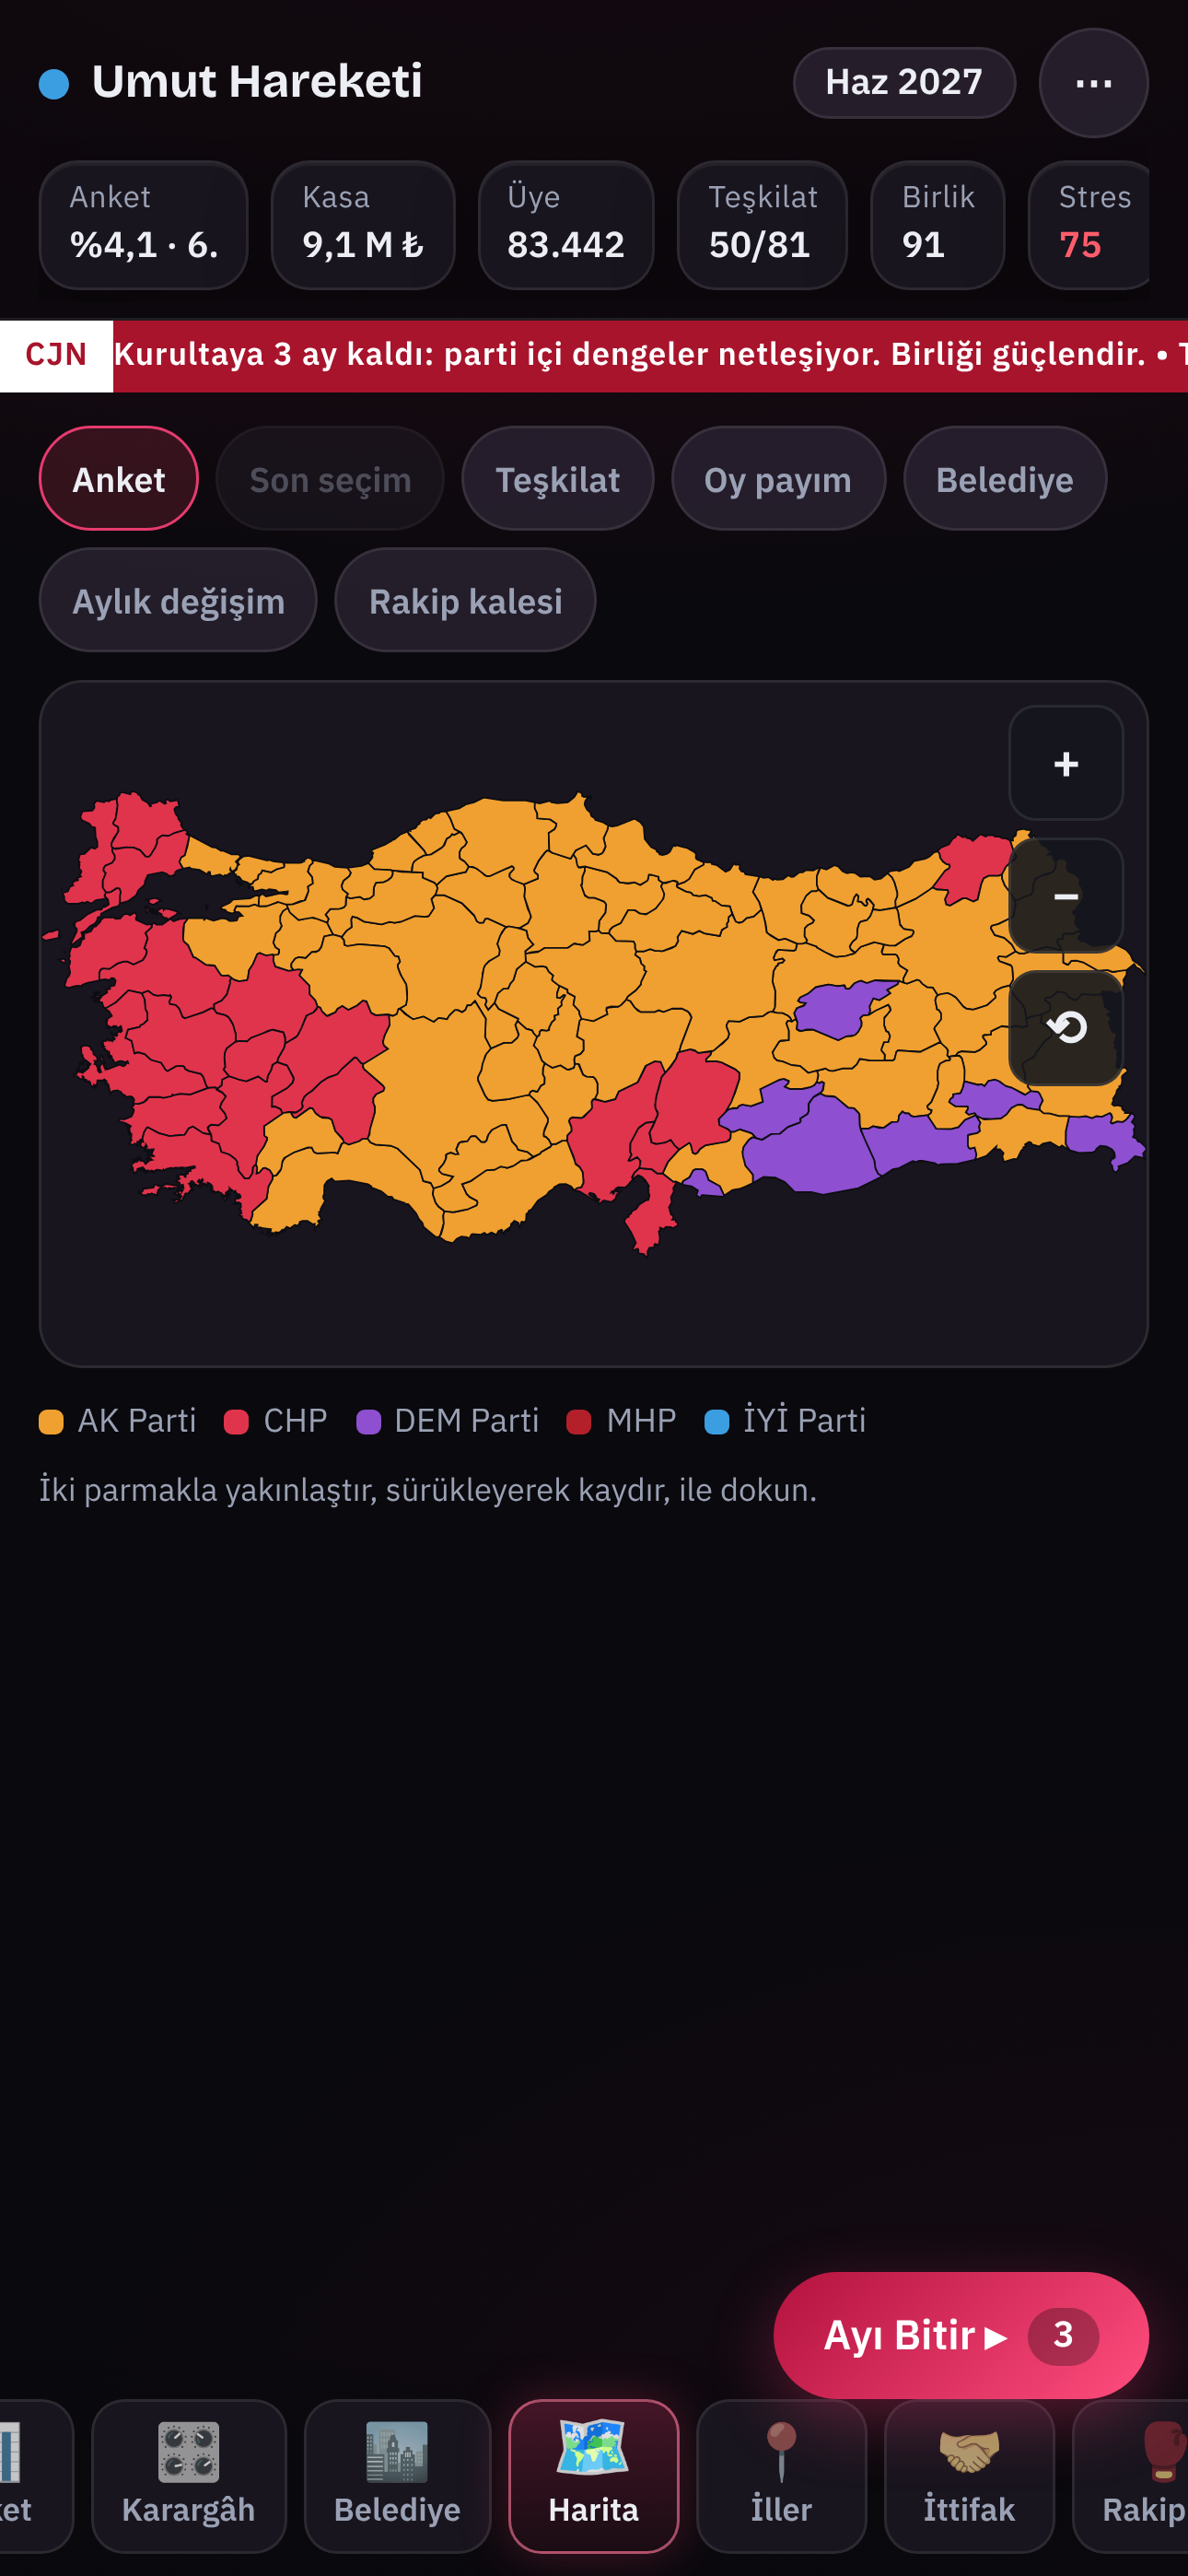 Umut Hareketi
Haz 2027
...
Anket
%4,1 · 6.
Kasa
9,1 M ₺
Üye
83.442
Teşkilat
50/81
Birlik
91
Stres
75
CJN Kurultaya 3 ay kaldı: parti içi dengeler netleşiyor. Birliği güçlendir. •
Anket Son seçim Teşkilat Oy payım Belediye
Aylık değişim Rakip kalesi
+
−
⟲
AK Parti CHP DEM Parti MHP İYİ Parti
İki parmakla yakınlaştır, sürükleyerek kaydır, ile dokun.
Ayı Bitir ▸ 3
Karargâh Belediye Harita İller İttifak Rakip